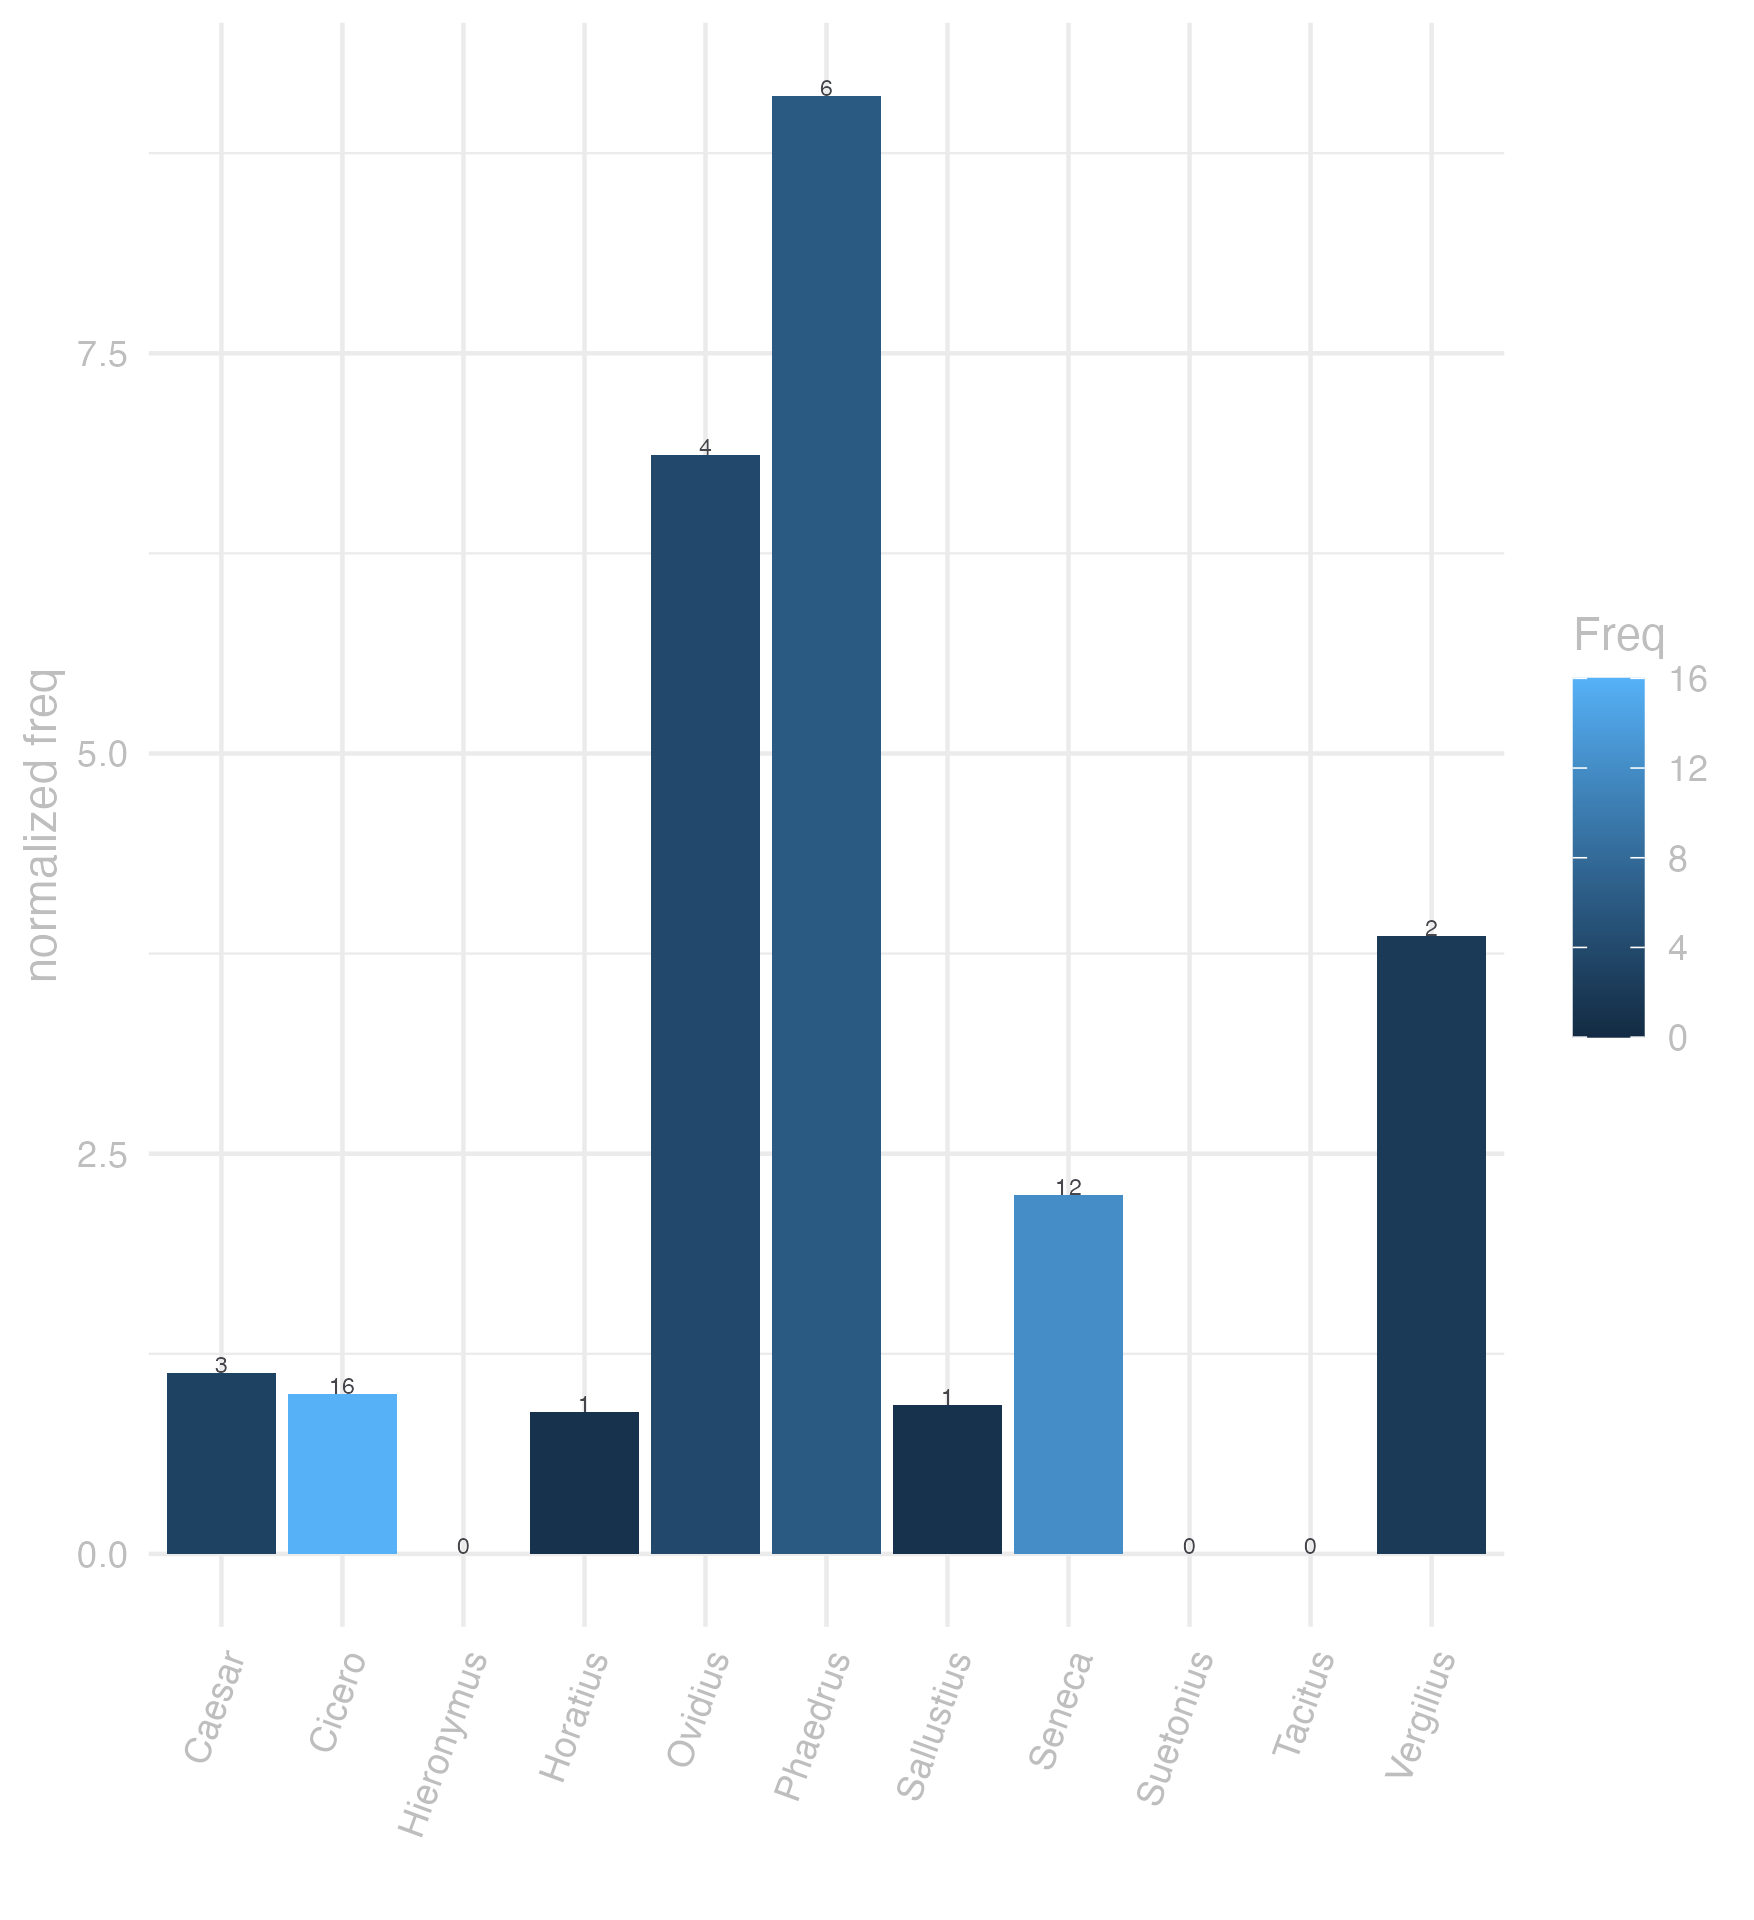 6
4
2
12
3
16
1
1
0
0
0
7.5
5.0
2.5
0.0
normalized freq
Caesar
Cicero
Hieronymus
Horatius
Ovidius
Phaedrus
Sallustius
Seneca
Suetonius
Tacitus
Vergilius
Freq
16
12
8
4
0